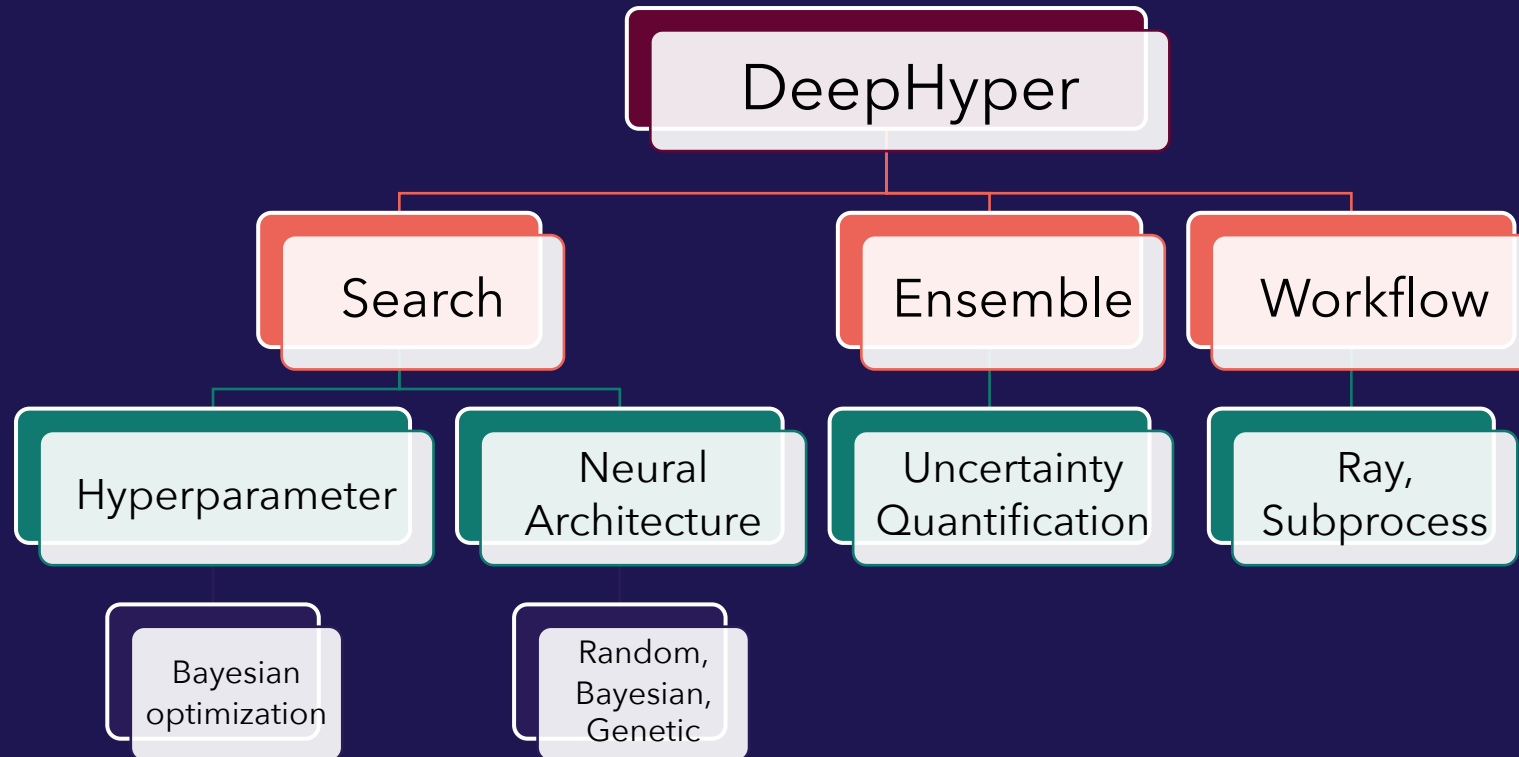 DeepHyper
Search
Ensemble
Workflow
Hyperparameter
Neural
Architecture
Uncertainty
Quantification
Ray,
Subprocess
Bayesian
optimization
Random,
Bayesian,
Genetic